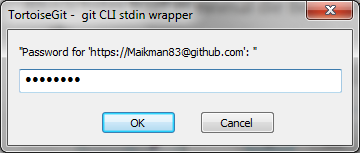 TortoiseGit - git CLI stdin wrapper
"Password for 'https://Maikman83@github.com': "
●●●●●●●●
OK
Cancel